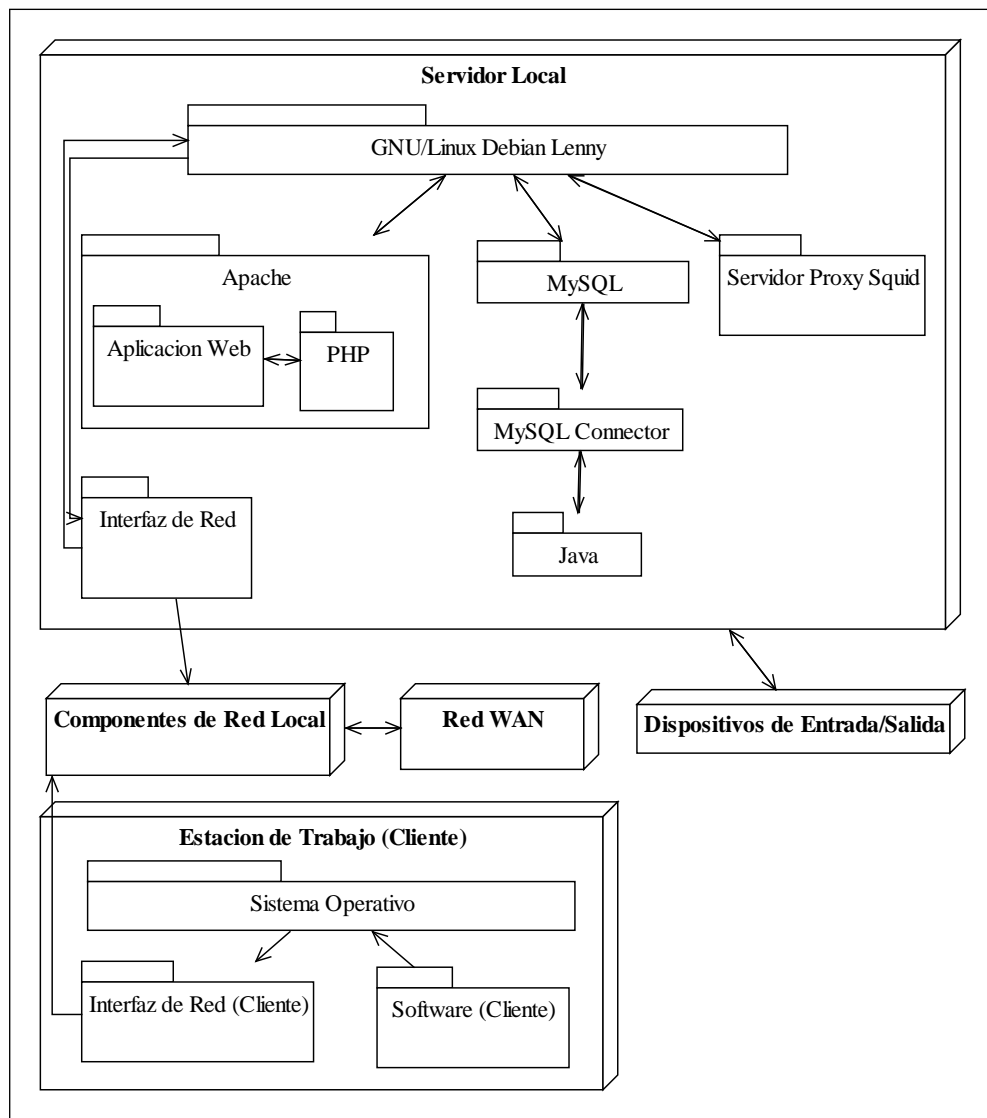 Servidor Local
GNU/Linux Debian Lenny
Apache
MySQL
Servidor Proxy Squid
Aplicacion Web
PHP
MySQL Connector
Interfaz de Red
Java
Componentes de Red Local
Red WAN
Dispositivos de Entrada/Salida
Estacion de Trabajo (Cliente)
Sistema Operativo
Interfaz de Red (Cliente)
Software (Cliente)